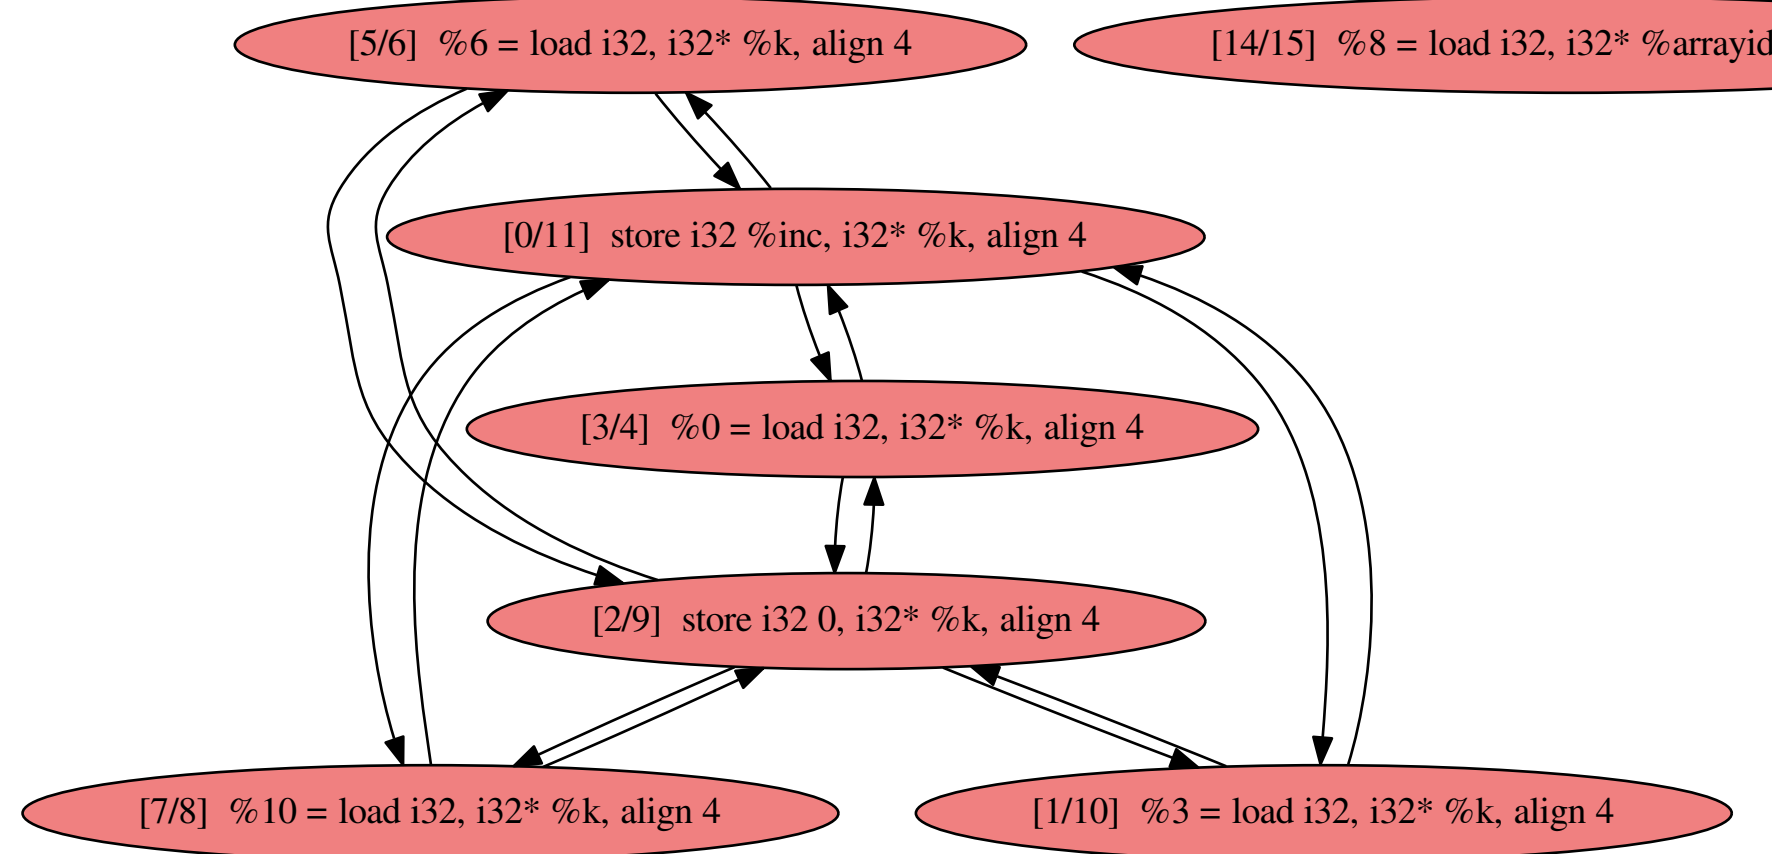 [5/6]  %6 = load i32, i32* %k, align 4
[14/15]  %8 = load i32, i32* %arrayid
[0/11]  store i32 %inc, i32* %k, align 4
[3/4]  %0 = load i32, i32* %k, align 4
[2/9]  store i32 0, i32* %k, align 4
[7/8]  %10 = load i32, i32* %k, align 4
[1/10]  %3 = load i32, i32* %k, align 4